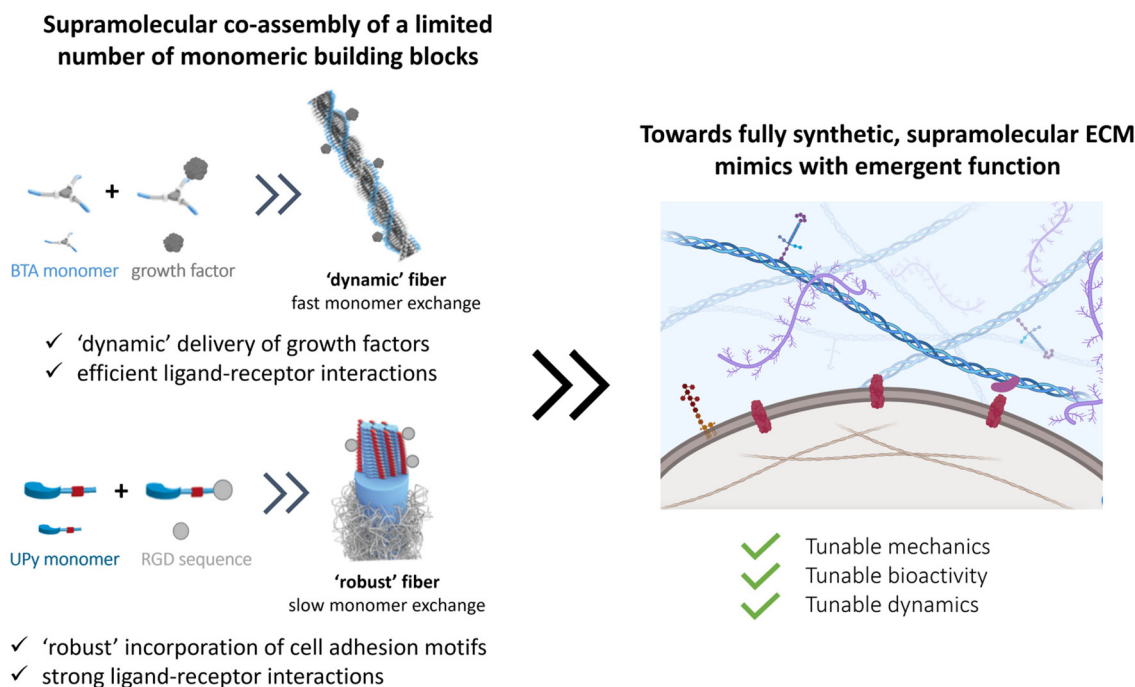 Supramolecular co-assembly of a limited
number of monomeric building blocks
+
BTA monomer
growth factor
'dynamic' fiber
fast monomer exchange
✓ 'dynamic' delivery of growth factors
✓ efficient ligand-receptor interactions
+
UPy monomer
RGD sequence
'robust' fiber
slow monomer exchange
✓ 'robust' incorporation of cell adhesion motifs
✓ strong ligand-receptor interactions
Towards fully synthetic, supramolecular ECM
mimics with emergent function
Tunable mechanics
Tunable bioactivity
Tunable dynamics